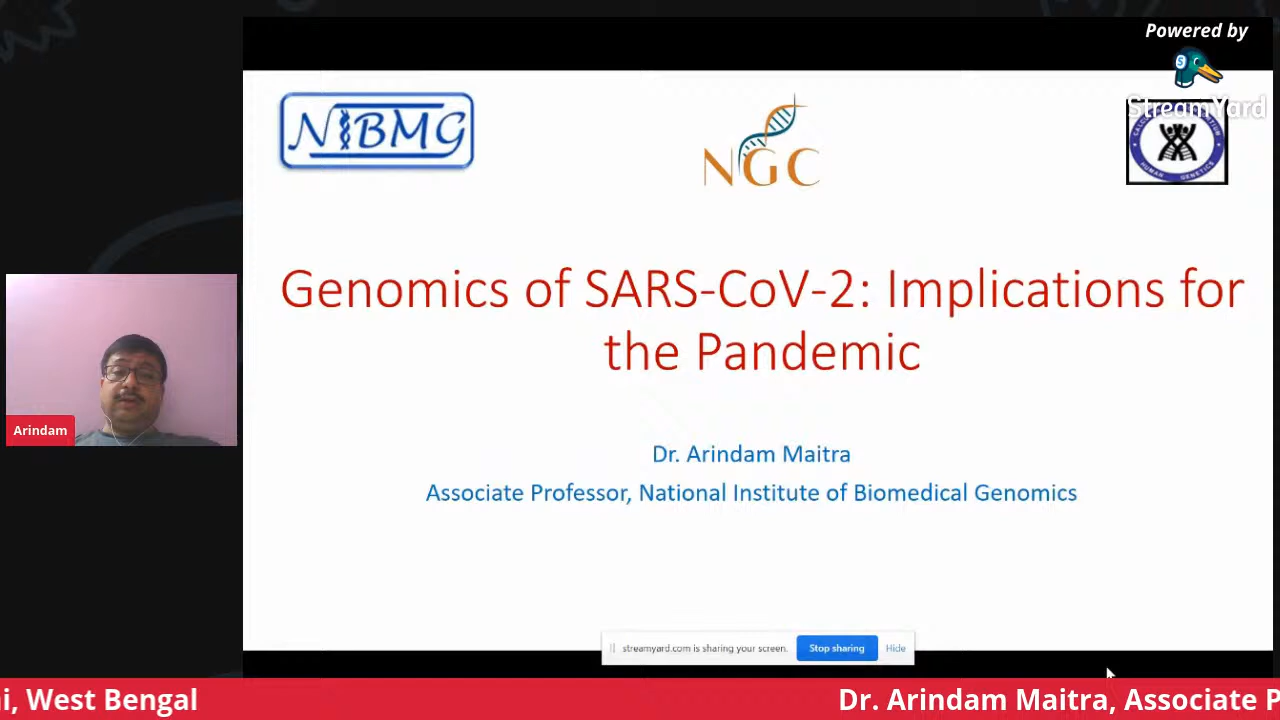 Powered by
StreamYard
NIBMG
NGC
HUMAN GENETICS
Genomics of SARS-CoV-2: Implications for
the Pandemic
Arindam
Dr. Arindam Maitra
Associate Professor, National Institute of Biomedical Genomics
streamyard.com is sharing your screen.
Stop sharing
Hide
i, West Bengal
Dr. Arindam Maitra, Associate P